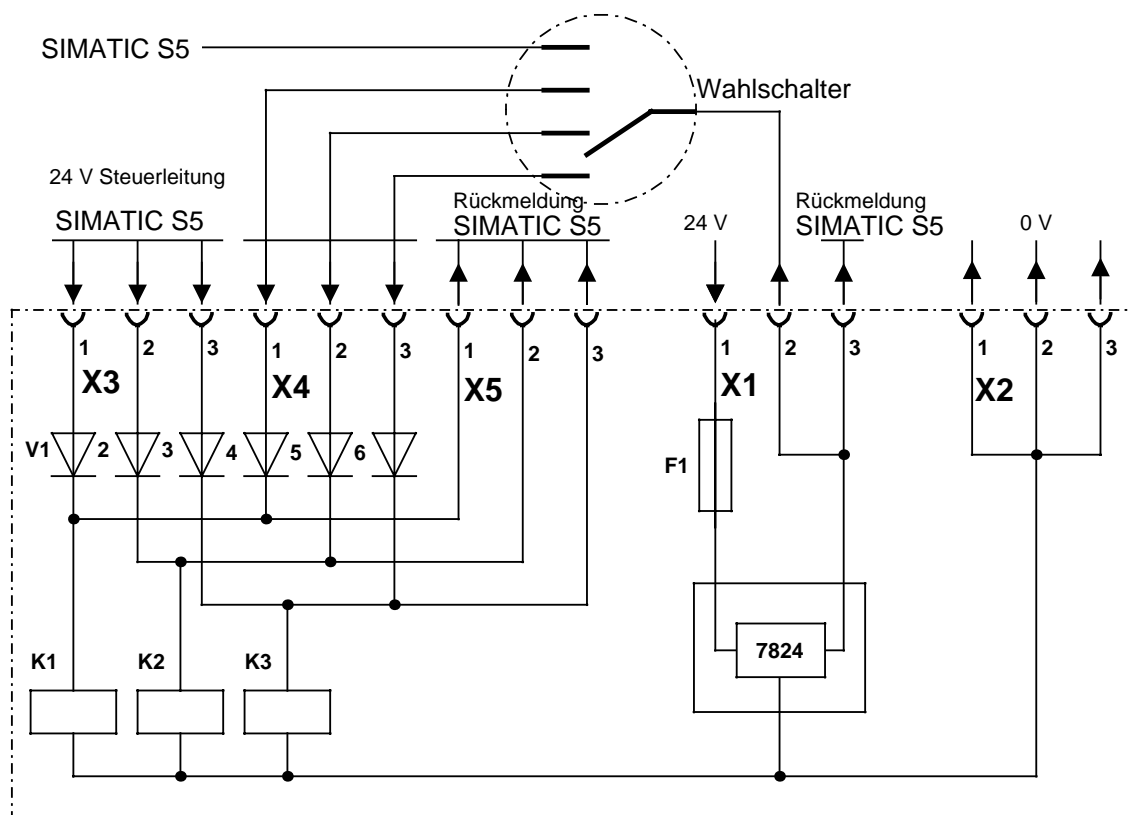 SIMATIC S5
Wahlschalter
24 V Steuerleitung
SIMATIC S5
Rückmeldung
SIMATIC S5
24 V
Rückmeldung
SIMATIC S5
0 V
1 2 3 1 2 3 1 2 3 1 2 3 1 2 3
X3 X4 X5 X1 X2
V1 2 3 4 5 6
F1
7824
K1 K2 K3